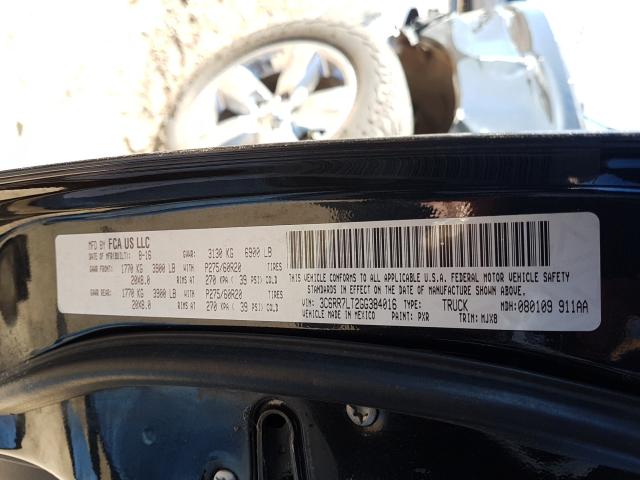 MFD BY FCA US LLC
DATE OF MFR(BUILT): 8-16 GVWR: 3130 KG 6900 LB
GAWR FRONT: 1770 KG 3900 LB WITH P275/60R20 TIRES
20X8.0 RIMS AT 270 KPA ( 39 PSI) COLD
GAWR REAR: 1770 KG 3900 LB WITH P275/60R20 TIRES
20X8.0 RIMS AT 270 KPA ( 39 PSI) COLD
THIS VEHICLE CONFORMS TO ALL APPLICABLE U.S.A. FEDERAL MOTOR VEHICLE SAFETY
STANDARDS IN EFFECT ON THE DATE OF MANUFACTURE SHOWN ABOVE.
VIN: 3C6RR7LT2GG384016 TYPE: TRUCK MDH: 080109 911AA
VEHICLE MADE IN MEXICO PAINT: PXR TRIM: MJX8